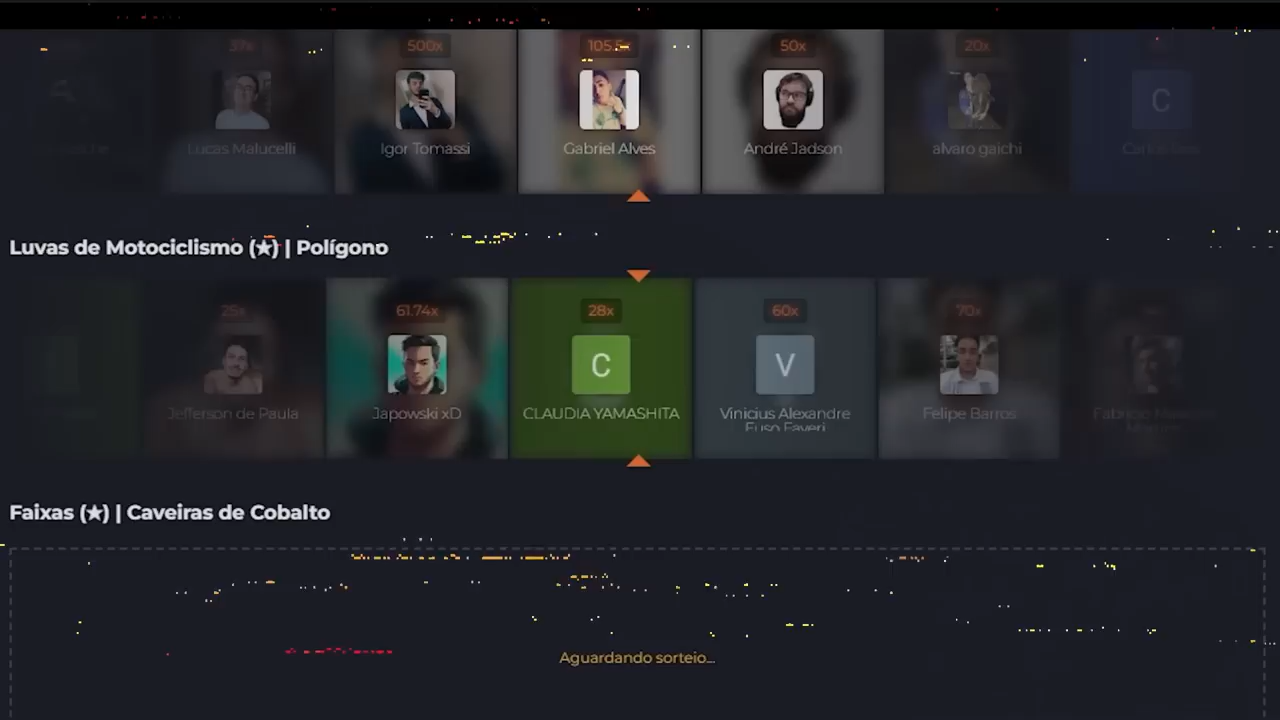 37x
500x
50x
20x
Lucas Malucelli
Igor Tomassi
Gabriel Alves
André Jadson
alvaro gaichi
C
Luvas de Motociclismo (★) | Polígono
25x
61.74x
28x
60x
70x
C
V
Jefferson de Paula
Japowski xD
CLAUDIA YAMASHITA
Vinicius Alexandre
Felipe Barros
Faixas (★) | Caveiras de Cobalto
Aguardando sorteio...